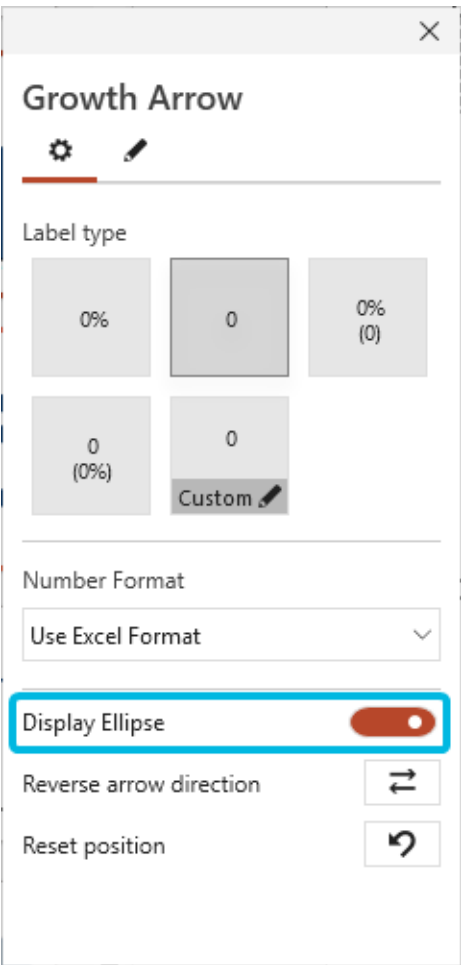 Growth Arrow
Label type
0%
0
0%
(0)
0
(0%)
0
Custom
Number Format
Use Excel Format
Display Ellipse
Reverse arrow direction
Reset position